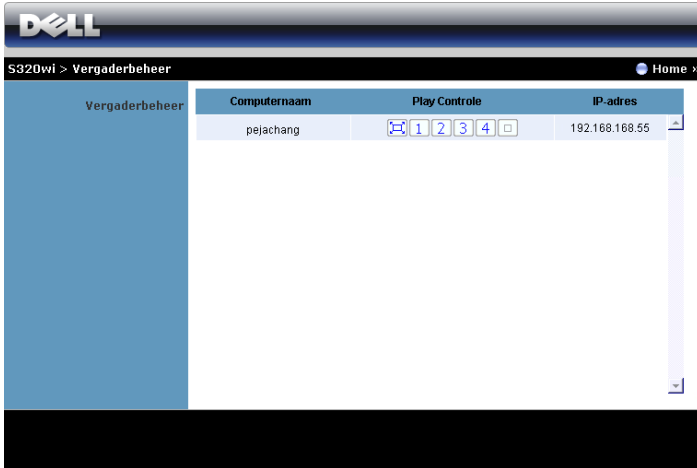 DELL
S320wi > Vergaderbeheer
Home »
Vergaderbeheer
Computernaam Play Controle IP-adres
pejachang 1 2 3 4 192.168.168.55